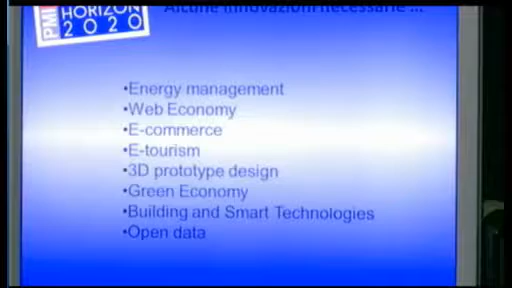 Alcune Innovazioni Necessarie ...
PMI HORIZON
2020
•Energy management
•Web Economy
•E-commerce
•E-tourism
•3D prototype design
•Green Economy
•Building and Smart Technologies
•Open data